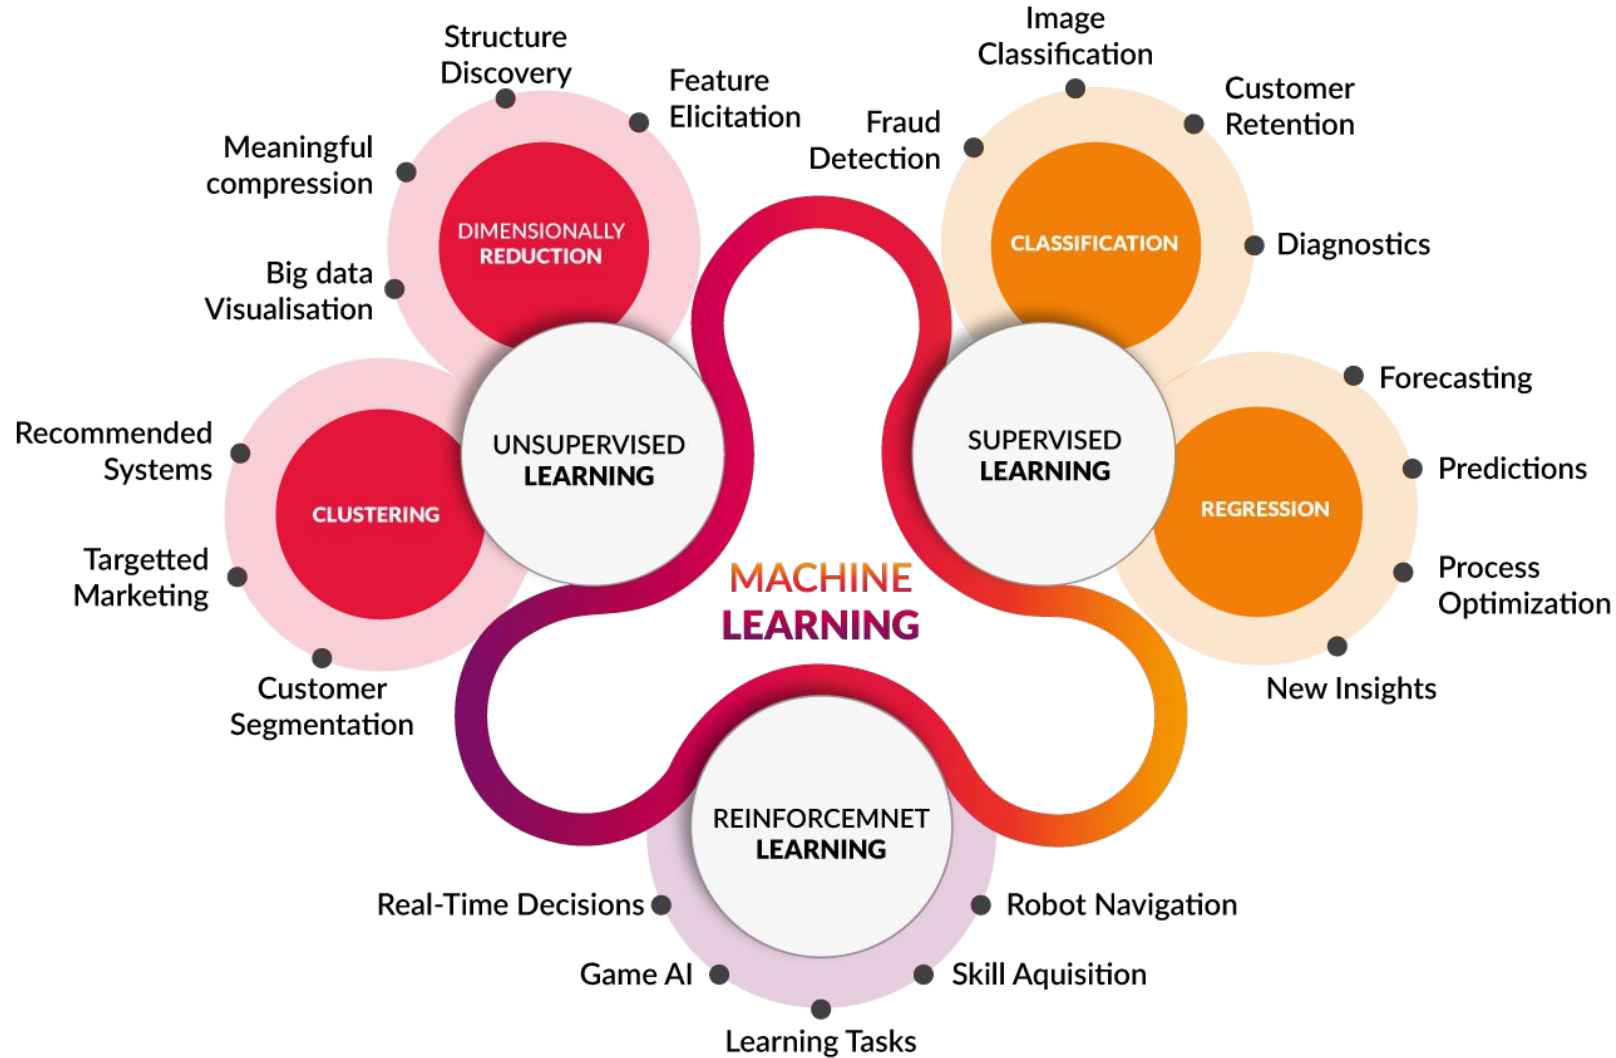 Structure
Discovery
Feature
Elicitation
Meaningful
compression
Big data
Visualisation
DIMENSIONALLY
REDUCTION
Recommended
Systems
Targetted
Marketing
Customer
Segmentation
CLUSTERING
UNSUPERVISED
LEARNING
Image
Classification
Customer
Retention
Fraud
Detection
Diagnostics
CLASSIFICATION
SUPERVISED
LEARNING
Forecasting
Predictions
Process
Optimization
New Insights
REGRESSION
MACHINE
LEARNING
REINFORCEMNET
LEARNING
Real-Time Decisions
Robot Navigation
Game AI
Skill Aquisition
Learning Tasks